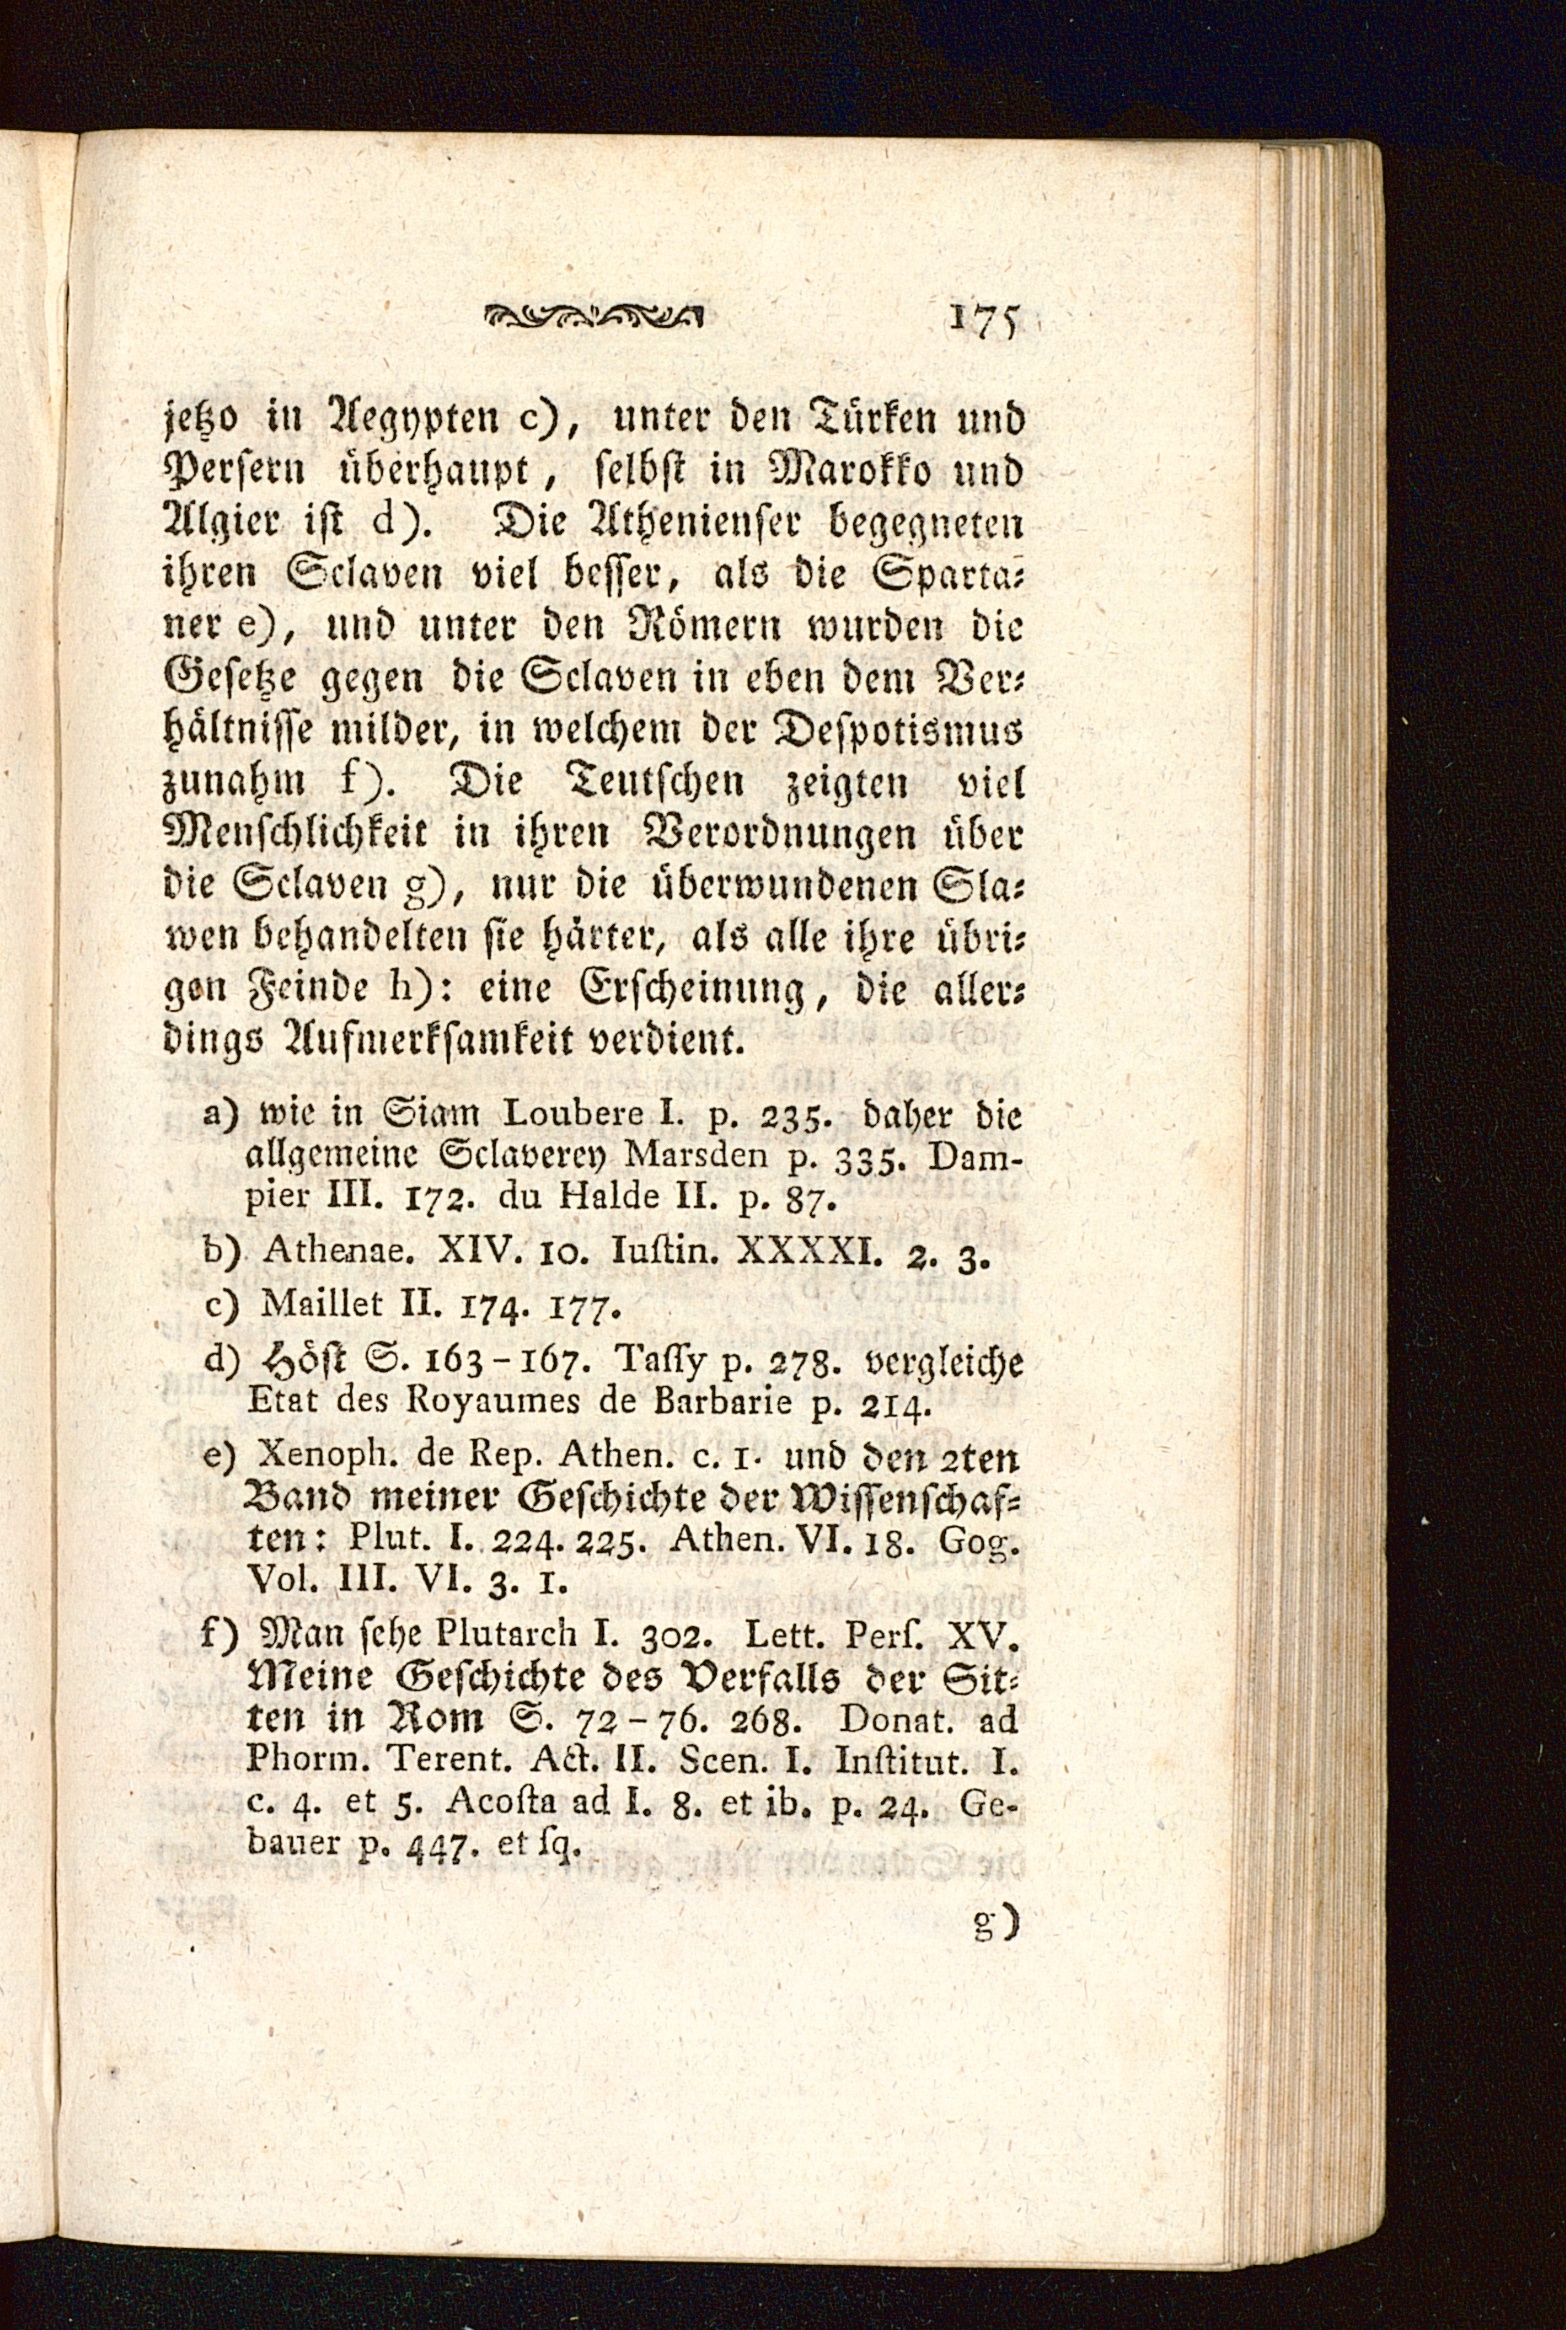 175
jetzo in Aegypten c), unter den Türken und
Persern überhaupt, selbst in Marokko und
Algier ist d). Die Athenienser begegneten
ihren Sclaven viel besser, als die Sparta-
ner e), und unter den Römern wurden die
Gesetze gegen die Sclaven in eben dem Ver-
hältnisse milder, in welchem der Despotismus
zunahm f). Die Teutschen zeigten viel
Menschlichkeit in ihren Verordnungen über
die Sclaven g), nur die überwundenen Sla-
wen behandelten sie härter, als alle ihre übri-
gen Feinde h): eine Erscheinung, die aller-
dings Aufmerksamkeit verdient.
a) wie in Siam Loubere I. p. 235. daher die
allgemeine Sclaverey Marsden p. 335. Dam-
pier III. 172. du Halde II. p. 87.
b) Athenae. XIV. 10. Iustin. XXXXI. 2. 3.
c) Maillet II. 174. 177.
d) Höst S. 163-167. Tassy p. 278. vergleiche
Etat des Royaumes de Barbarie p. 214.
e) Xenoph. de Rep. Athen. c. 1. und den 2ten
Band meiner Geschichte der Wissenschaf-
ten: Plut. I. 224. 225. Athen. VI. 18. Gog.
Vol. III. VI. 3. 1.
f) Man sehe Plutarch I. 302. Lett. Pers. XV.
Meine Geschichte des Verfalls der Sit-
ten in Rom S. 72-76. 268. Donat. ad
Phorm. Terent. Act. II. Scen. I. Institut. I.
c. 4. et 5. Acosta ad I. 8. et ib. p. 24. Ge-
bauer p. 447. et sq.
g)